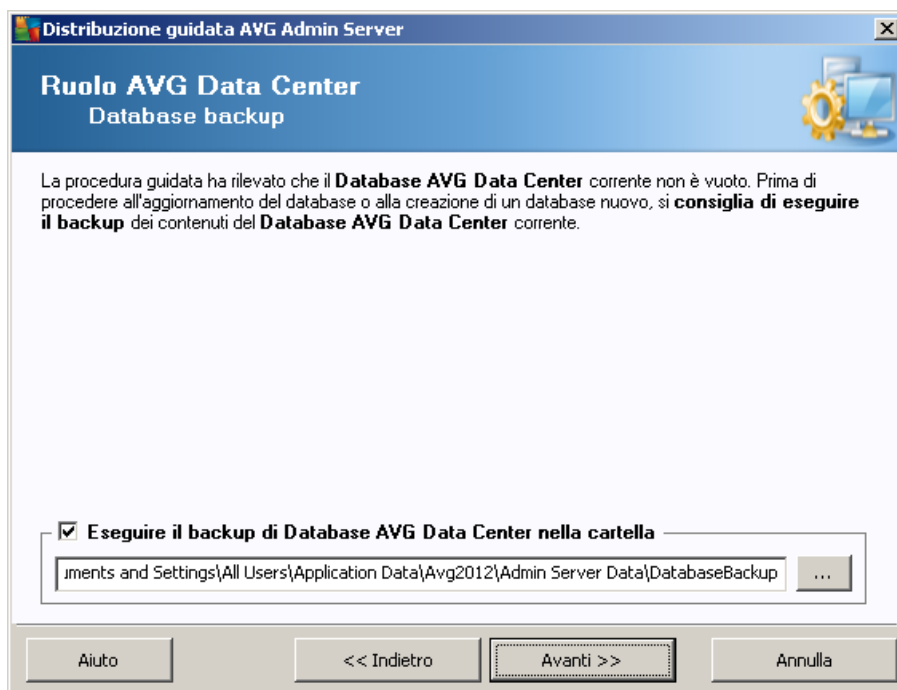 Distribuzione guidata AVG Admin Server
Ruolo AVG Data Center
Database backup
La procedura guidata ha rilevato che il Database AVG Data Center corrente non è vuoto. Prima di
procedere all'aggiornamento del database o alla creazione di un database nuovo, si consiglia di eseguire
il backup dei contenuti del Database AVG Data Center corrente.
Eseguire il backup di Database AVG Data Center nella cartella
uments and Settings\All Users\Application Data\Avg2012\Admin Server Data\DatabaseBackup
...
Aiuto
<< Indietro
Avanti >>
Annulla